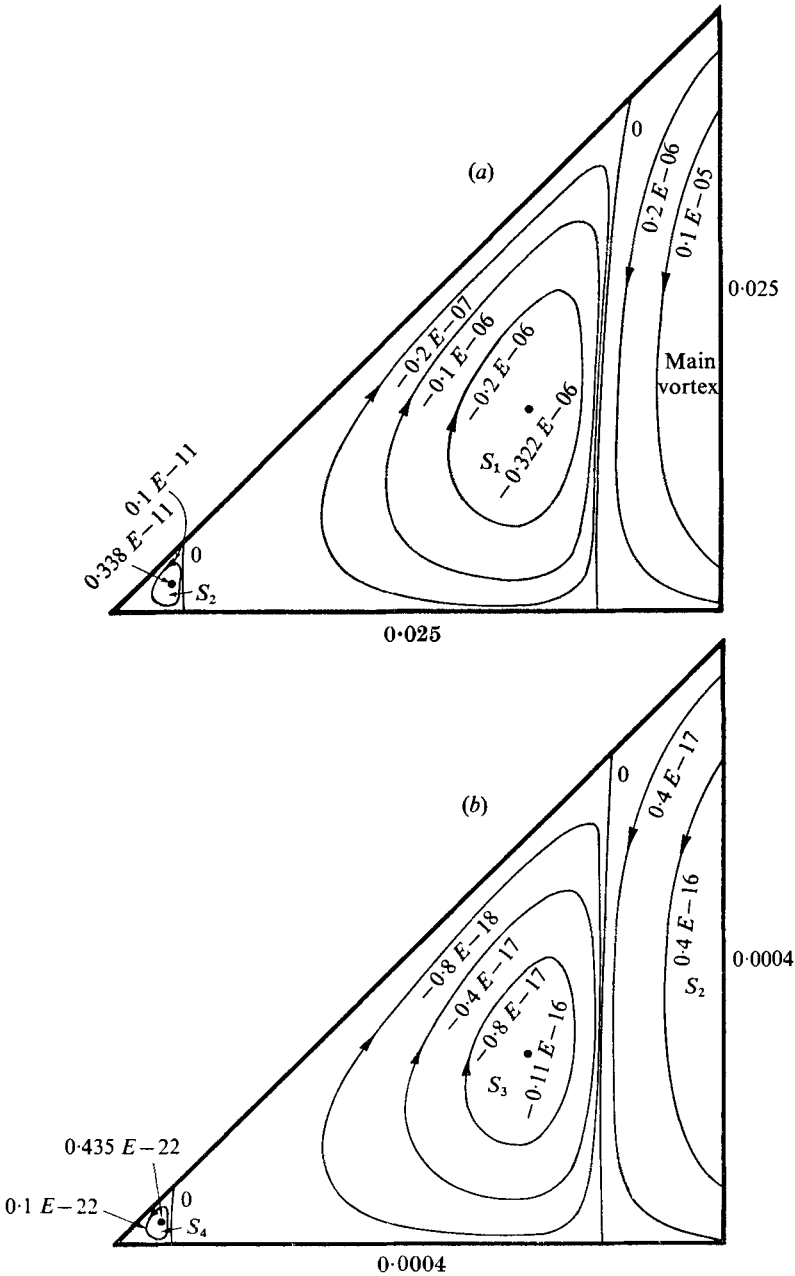 (a)
0
0·2 E−06
0·1 E−05
0·025
Main
vortex
−0·2 E−07
−0·1 E−06
−0·2 E−06
−0·322 E−06
S₁
0·1 E−11
0·338 E−11
0
S₂
0·025
(b)
0
0·4 E−17
0·4 E−16
S₂
0·0004
−0·8 E−18
−0·4 E−17
−0·8 E−17
−0·11 E−16
S₃
0·435 E−22
0·1 E−22
0
S₄
0·0004